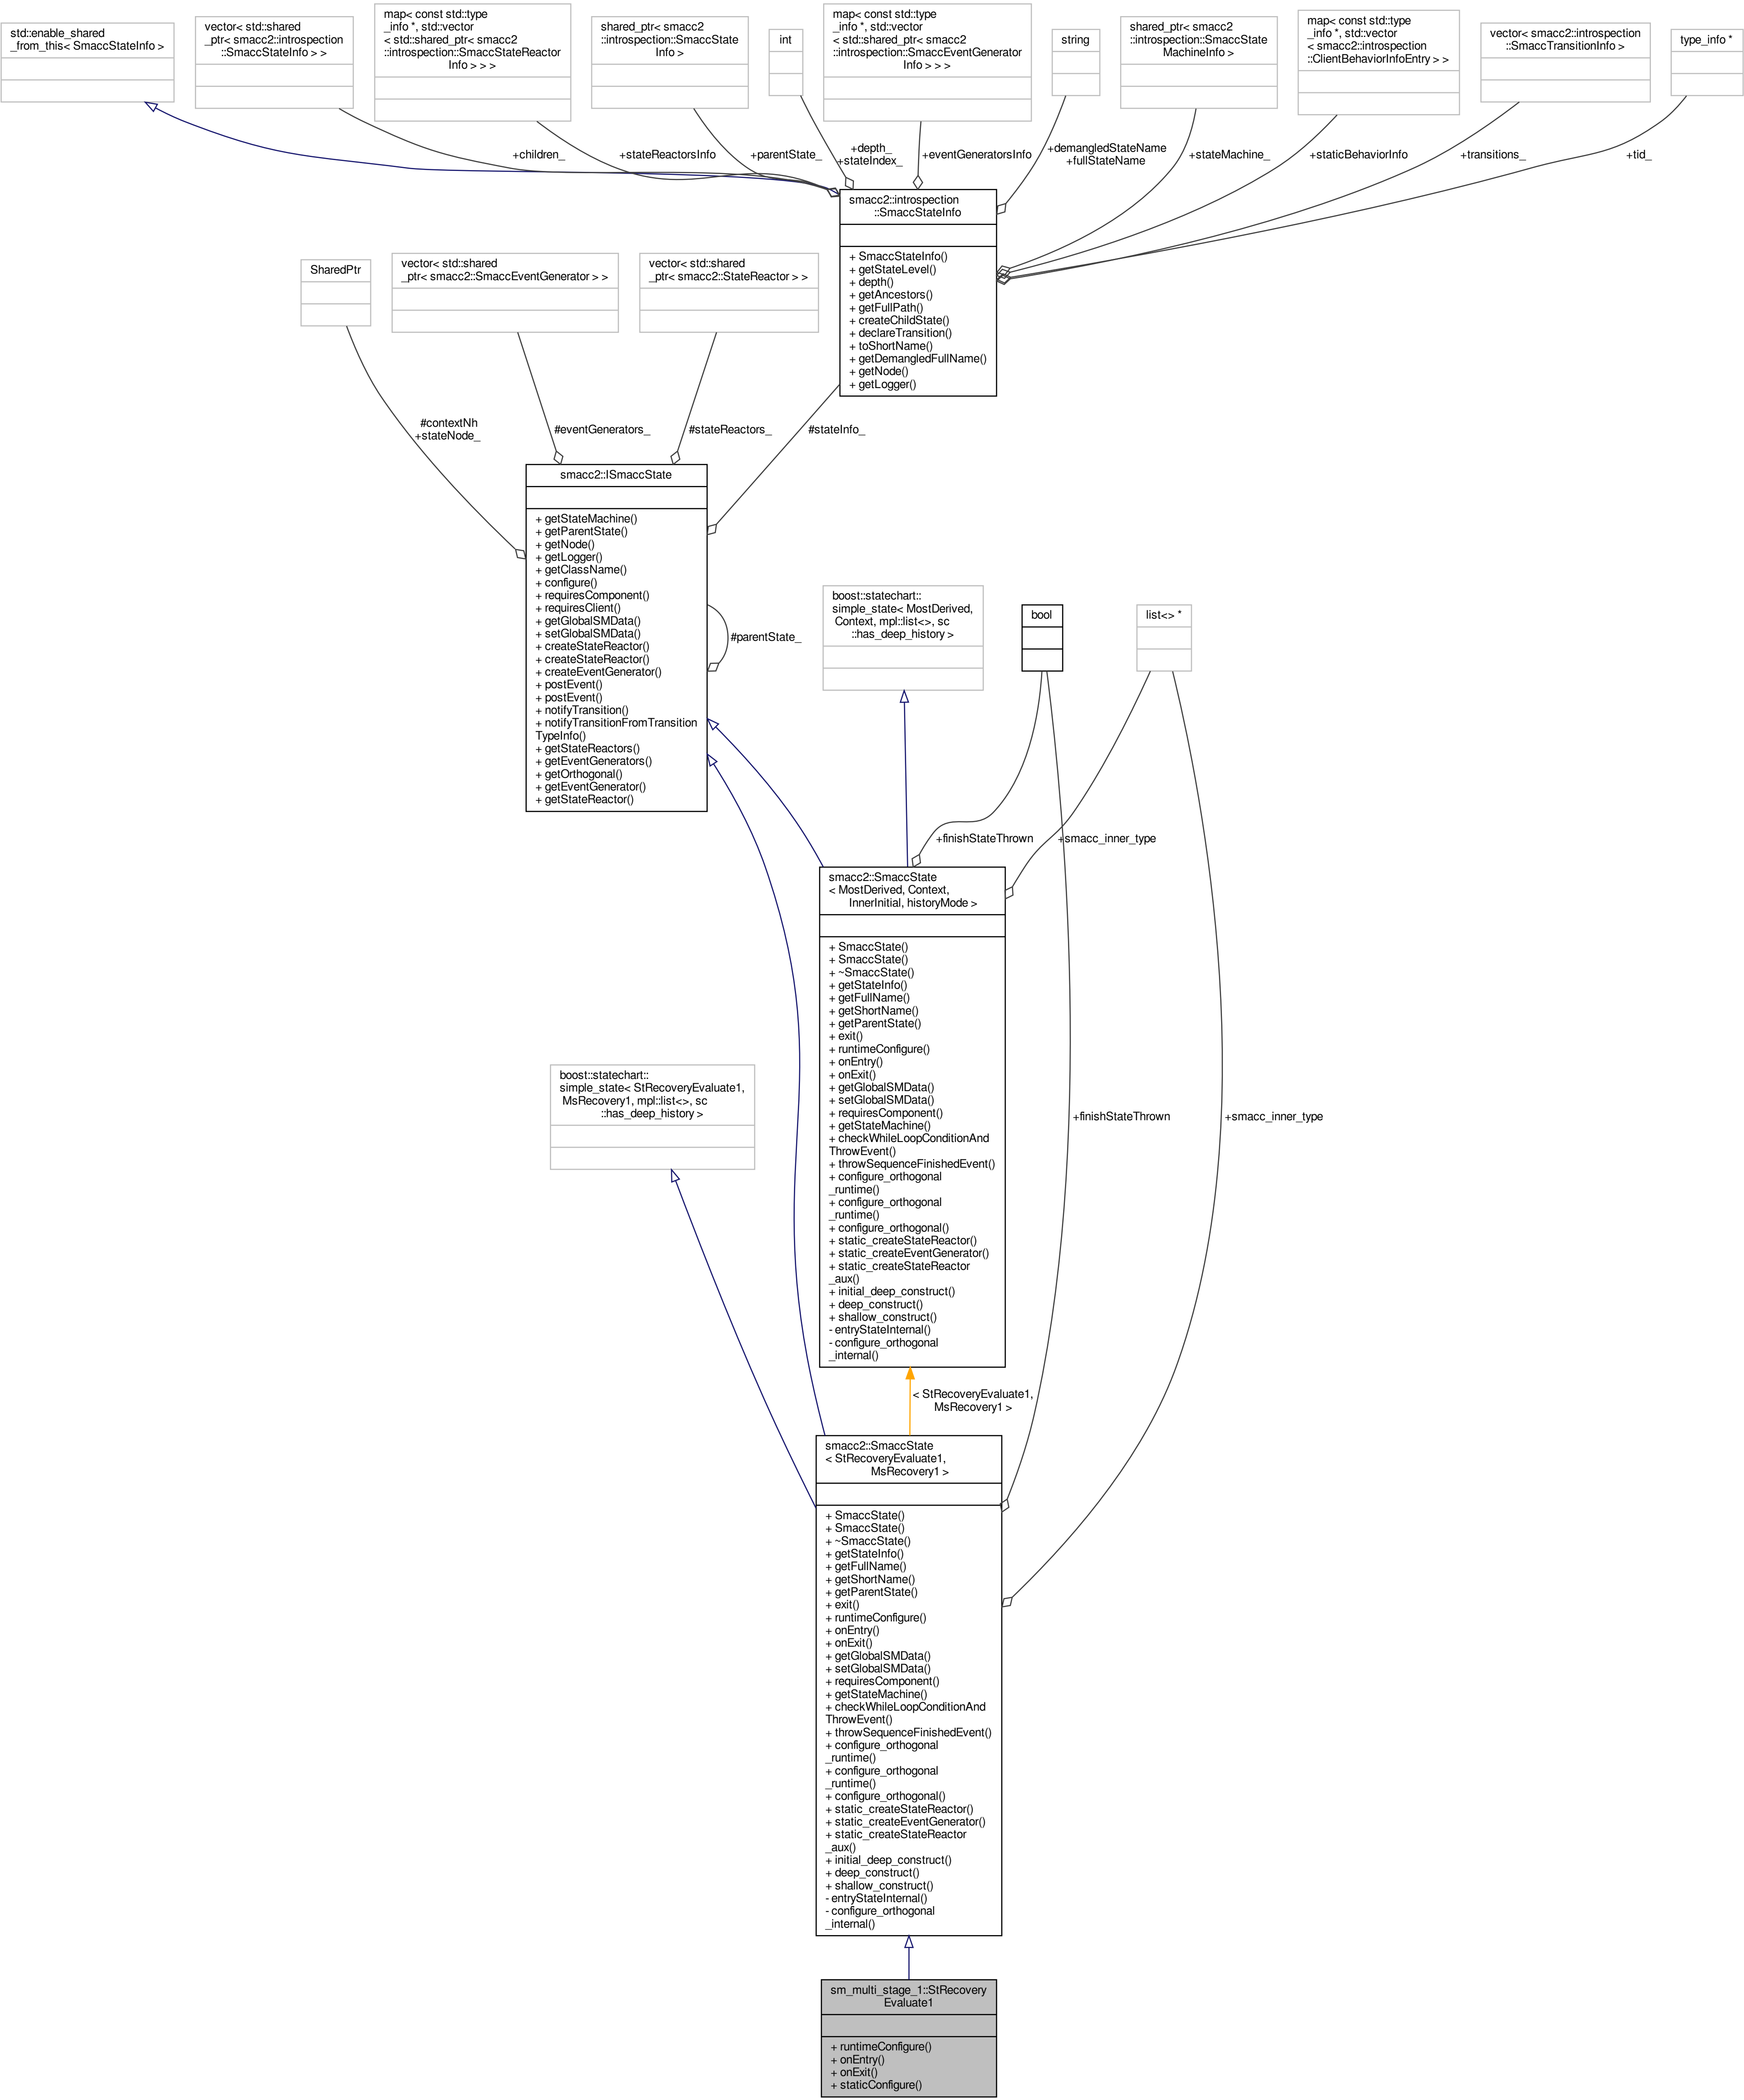 std::enable_shared
_from_this< SmaccStateInfo >
vector< std::shared
_ptr< smacc2::introspection
::SmaccStateInfo > >
map< const std::type
_info *, std::vector
< std::shared_ptr< smacc2
::introspection::SmaccStateReactor
Info > > >
shared_ptr< smacc2
::introspection::SmaccState
Info >
int
map< const std::type
_info *, std::vector
< std::shared_ptr< smacc2
::introspection::SmaccEventGenerator
Info > > >
string
shared_ptr< smacc2
::introspection::SmaccState
MachineInfo >
map< const std::type
_info *, std::vector
< smacc2::introspection
::ClientBehaviorInfoEntry > >
vector< smacc2::introspection
::SmaccTransitionInfo >
type_info *
+children_
+stateReactorsInfo
+parentState_
+depth_
+stateIndex_
+eventGeneratorsInfo
+demangledStateName
+fullStateName
+stateMachine_
+staticBehaviorInfo
+transitions_
+tid_
smacc2::introspection
::SmaccStateInfo
+ SmaccStateInfo()
+ getStateLevel()
+ depth()
+ getAncestors()
+ getFullPath()
+ createChildState()
+ declareTransition()
+ toShortName()
+ getDemangledFullName()
+ getNode()
+ getLogger()
SharedPtr
vector< std::shared
_ptr< smacc2::SmaccEventGenerator > >
vector< std::shared
_ptr< smacc2::StateReactor > >
#contextNh
+stateNode_
#eventGenerators_
#stateReactors_
#stateInfo_
smacc2::ISmaccState
+ getStateMachine()
+ getParentState()
+ getNode()
+ getLogger()
+ getClassName()
+ configure()
+ requiresComponent()
+ requiresClient()
+ getGlobalSMData()
+ setGlobalSMData()
+ createStateReactor()
+ createStateReactor()
+ createEventGenerator()
+ postEvent()
+ postEvent()
+ notifyTransition()
+ notifyTransitionFromTransition
TypeInfo()
+ getStateReactors()
+ getEventGenerators()
+ getOrthogonal()
+ getEventGenerator()
+ getStateReactor()
#parentState_
boost::statechart::
simple_state< MostDerived,
Context, mpl::list<>, sc
::has_deep_history >
bool
list<> *
+finishStateThrown
+smacc_inner_type
smacc2::SmaccState
< MostDerived, Context,
InnerInitial, historyMode >
+ SmaccState()
+ SmaccState()
+ ~SmaccState()
+ getStateInfo()
+ getFullName()
+ getShortName()
+ getParentState()
+ exit()
+ runtimeConfigure()
+ onEntry()
+ onExit()
+ getGlobalSMData()
+ setGlobalSMData()
+ requiresComponent()
+ getStateMachine()
+ checkWhileLoopConditionAnd
ThrowEvent()
+ throwSequenceFinishedEvent()
+ configure_orthogonal
_runtime()
+ configure_orthogonal
_runtime()
+ configure_orthogonal()
+ static_createStateReactor()
+ static_createEventGenerator()
+ static_createStateReactor
_aux()
+ initial_deep_construct()
+ deep_construct()
+ shallow_construct()
- entryStateInternal()
- configure_orthogonal
_internal()
boost::statechart::
simple_state< StRecoveryEvaluate1,
MsRecovery1, mpl::list<>, sc
::has_deep_history >
+finishStateThrown
+smacc_inner_type
< StRecoveryEvaluate1,
MsRecovery1 >
smacc2::SmaccState
< StRecoveryEvaluate1,
MsRecovery1 >
+ SmaccState()
+ SmaccState()
+ ~SmaccState()
+ getStateInfo()
+ getFullName()
+ getShortName()
+ getParentState()
+ exit()
+ runtimeConfigure()
+ onEntry()
+ onExit()
+ getGlobalSMData()
+ setGlobalSMData()
+ requiresComponent()
+ getStateMachine()
+ checkWhileLoopConditionAnd
ThrowEvent()
+ throwSequenceFinishedEvent()
+ configure_orthogonal
_runtime()
+ configure_orthogonal
_runtime()
+ configure_orthogonal()
+ static_createStateReactor()
+ static_createEventGenerator()
+ static_createStateReactor
_aux()
+ initial_deep_construct()
+ deep_construct()
+ shallow_construct()
- entryStateInternal()
- configure_orthogonal
_internal()
sm_multi_stage_1::StRecovery
Evaluate1
+ runtimeConfigure()
+ onEntry()
+ onExit()
+ staticConfigure()